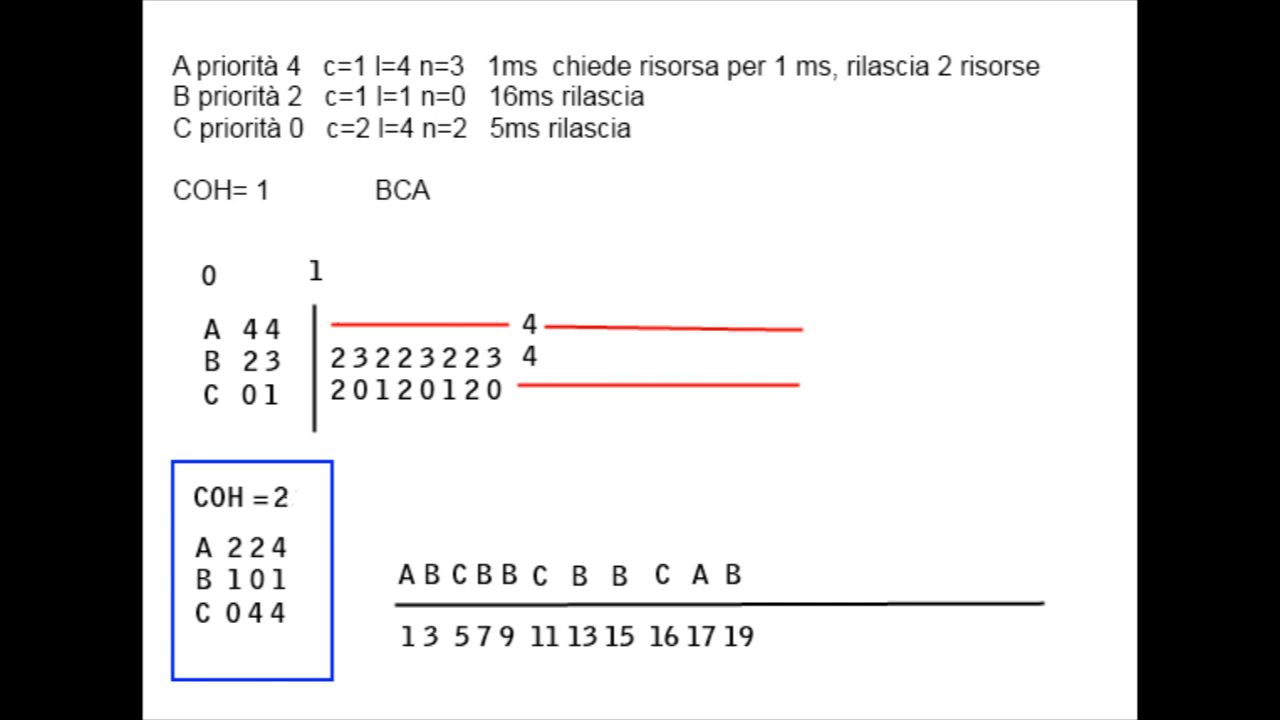 A priorità 4 c=1 l=4 n=3 1ms chiede risorsa per 1 ms, rilascia 2 risorse
B priorità 2 c=1 l=1 n=0 16ms rilascia
C priorità 0 c=2 l=4 n=2 5ms rilascia
COH= 1 BCA
0 1
A 4 4 4
B 2 3 2 3 2 2 3 2 2 3 4
C 0 1 2 0 1 2 0 1 2 0
COH = 2
A 2 2 4
B 1 0 1
C 0 4 4
A B C B B C B B C A B
1 3 5 7 9 11 13 15 16 17 19